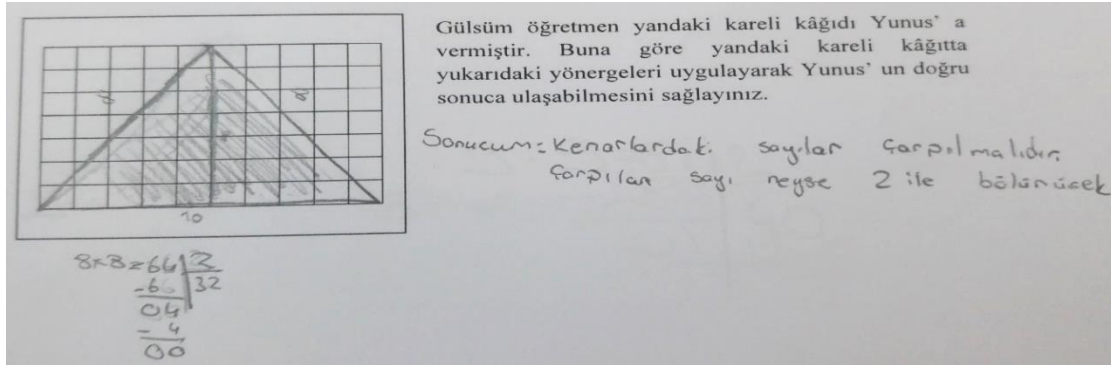 Gülsüm öğretmen yandaki kareli kâğıdı Yunus' a
vermiştir. Buna göre yandaki kareli kâğıtta
yukarıdaki yönergeleri uygulayarak Yunus' un doğru
sonuca ulaşabilmesini sağlayınız.
Sonucum = Kenarlardaki sayılar çarpılmalıdır.
Çarpılan sayı neyse 2 ile bölünücek
8
8
10
8x8=64 2
-6 32
04
- 4
00